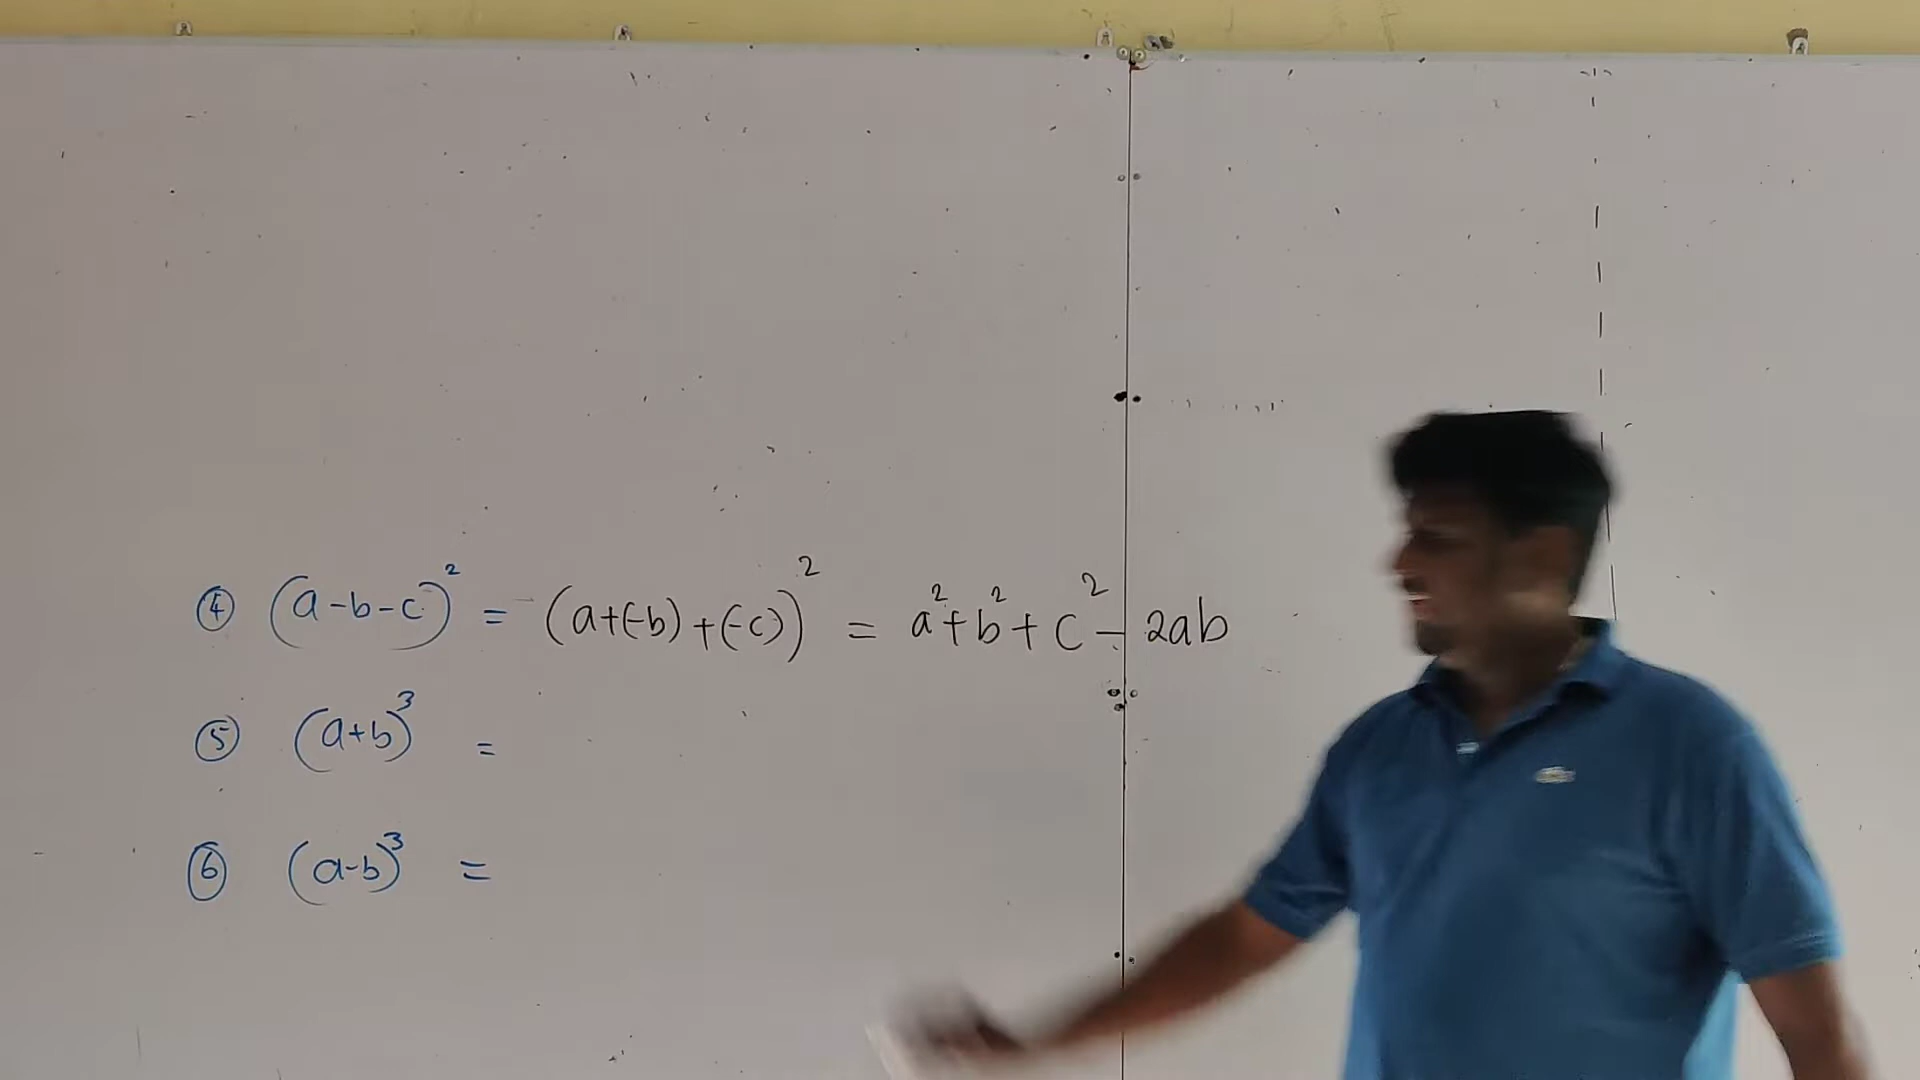 ④ (a-b-c)² = (a+(-b)+(-c))² = a²+b²+c²-2ab
⑤ (a+b)³ =
⑥ (a-b)³ =